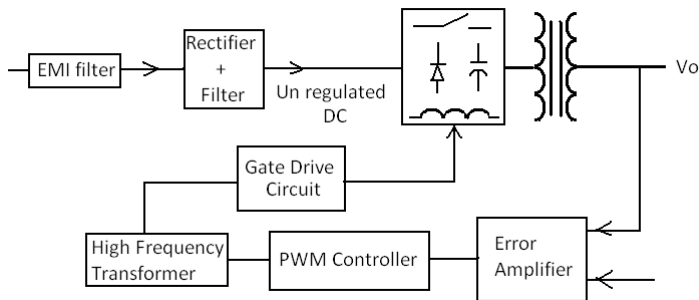 EMI filter
Rectifier
+
Filter
Un regulated
DC
Vo
Gate Drive
Circuit
High Frequency
Transformer
PWM Controller
Error
Amplifier